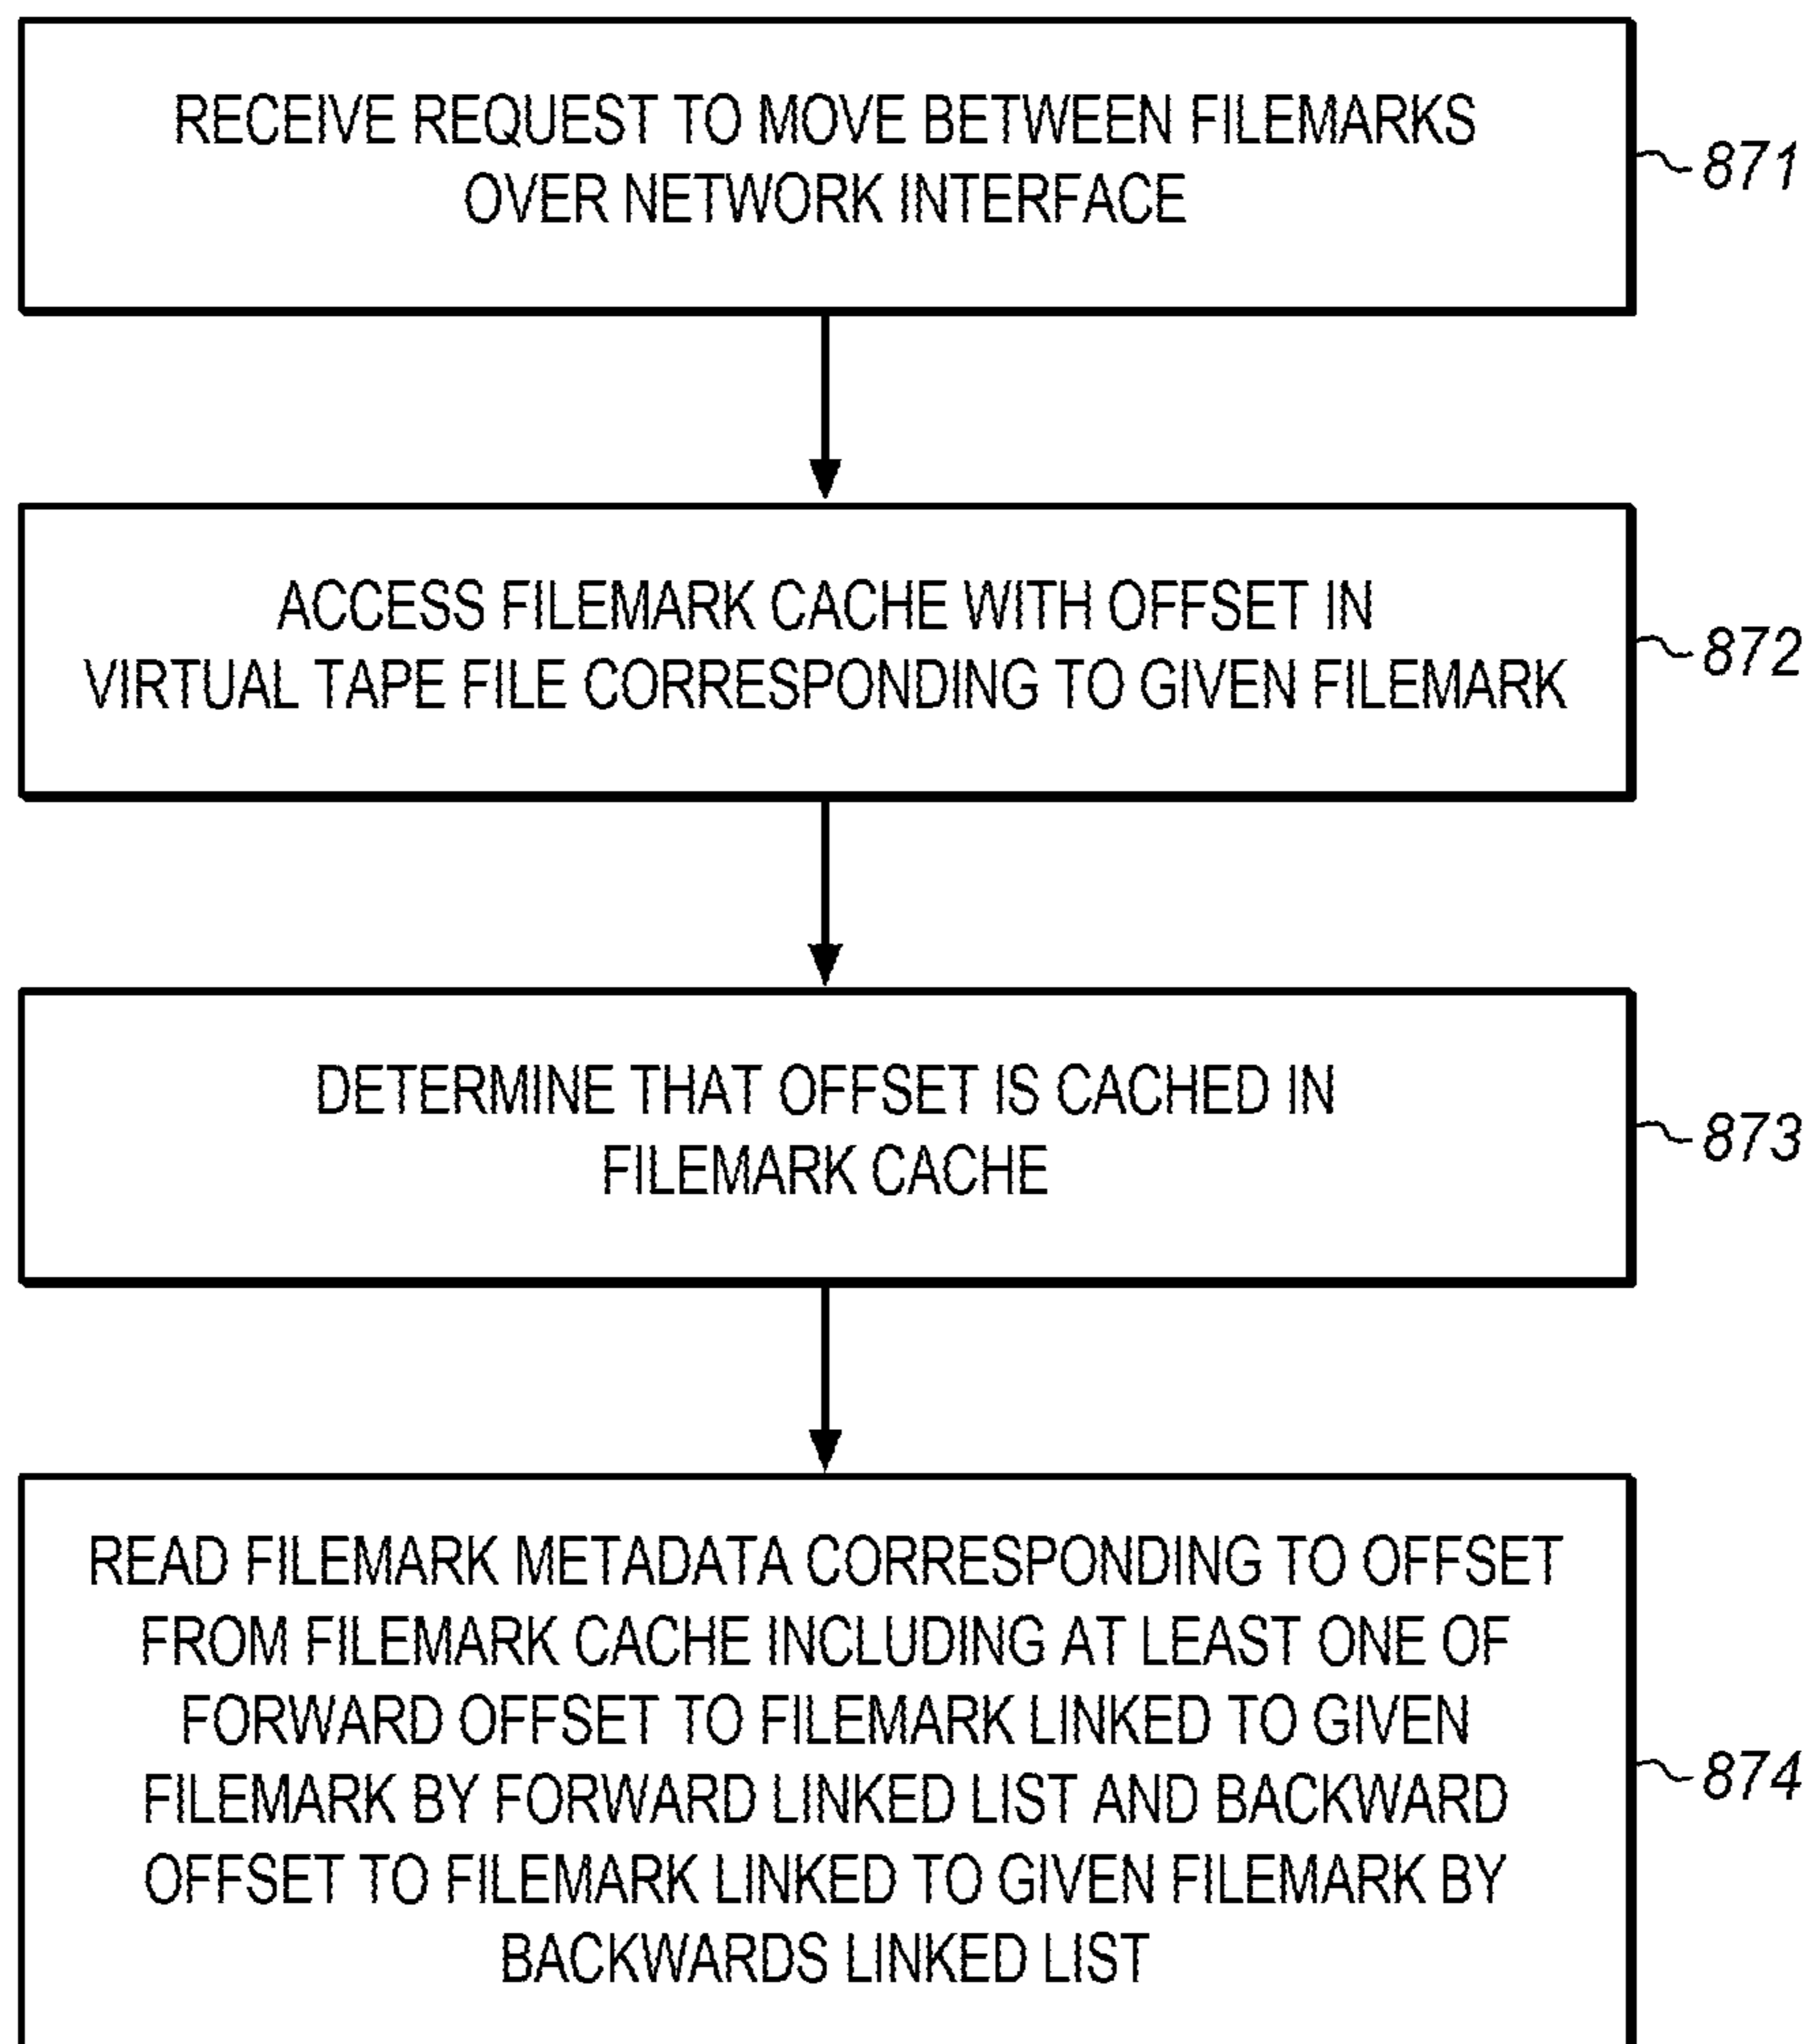 RECEIVE REQUEST TO MOVE BETWEEN FILEMARKS
OVER NETWORK INTERFACE
871
ACCESS FILEMARK CACHE WITH OFFSET IN
VIRTUAL TAPE FILE CORRESPONDING TO GIVEN FILEMARK
872
DETERMINE THAT OFFSET IS CACHED IN
FILEMARK CACHE
873
READ FILEMARK METADATA CORRESPONDING TO OFFSET
FROM FILEMARK CACHE INCLUDING AT LEAST ONE OF
FORWARD OFFSET TO FILEMARK LINKED TO GIVEN
FILEMARK BY FORWARD LINKED LIST AND BACKWARD
OFFSET TO FILEMARK LINKED TO GIVEN FILEMARK BY
BACKWARDS LINKED LIST
874